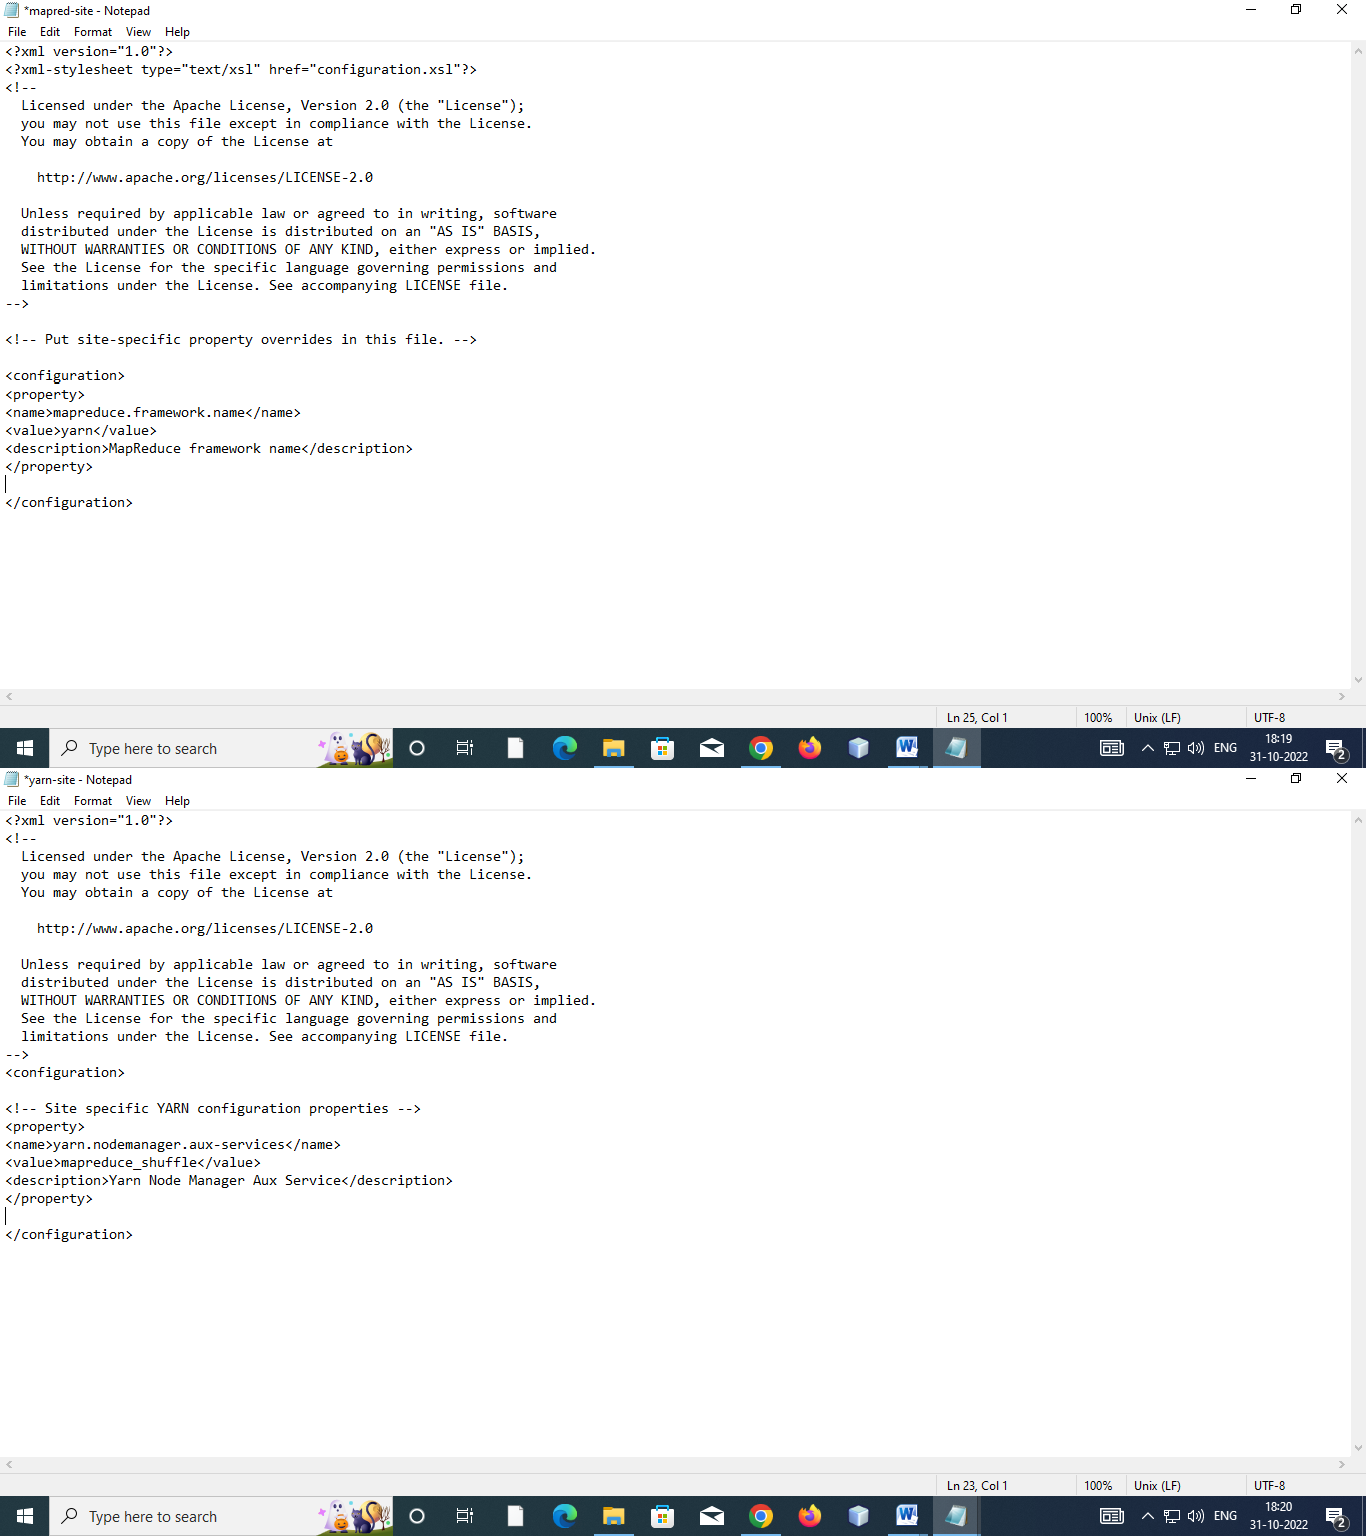 *mapred-site - Notepad
File Edit Format View Help
<?xml version="1.0"?>
<?xml-stylesheet type="text/xsl" href="configuration.xsl"?>
<!--
  Licensed under the Apache License, Version 2.0 (the "License");
  you may not use this file except in compliance with the License.
  You may obtain a copy of the License at

    http://www.apache.org/licenses/LICENSE-2.0

  Unless required by applicable law or agreed to in writing, software
  distributed under the License is distributed on an "AS IS" BASIS,
  WITHOUT WARRANTIES OR CONDITIONS OF ANY KIND, either express or implied.
  See the License for the specific language governing permissions and
  limitations under the License. See accompanying LICENSE file.
-->

<!-- Put site-specific property overrides in this file. -->

<configuration>
<property>
<name>mapreduce.framework.name</name>
<value>yarn</value>
<description>MapReduce framework name</description>
</property>

</configuration>
Ln 25, Col 1 100% Unix (LF) UTF-8
Type here to search ENG 18:19
31-10-2022 2
*yarn-site - Notepad
File Edit Format View Help
<?xml version="1.0"?>
<!--
  Licensed under the Apache License, Version 2.0 (the "License");
  you may not use this file except in compliance with the License.
  You may obtain a copy of the License at

    http://www.apache.org/licenses/LICENSE-2.0

  Unless required by applicable law or agreed to in writing, software
  distributed under the License is distributed on an "AS IS" BASIS,
  WITHOUT WARRANTIES OR CONDITIONS OF ANY KIND, either express or implied.
  See the License for the specific language governing permissions and
  limitations under the License. See accompanying LICENSE file.
-->
<configuration>

<!-- Site specific YARN configuration properties -->
<property>
<name>yarn.nodemanager.aux-services</name>
<value>mapreduce_shuffle</value>
<description>Yarn Node Manager Aux Service</description>
</property>

</configuration>
Ln 23, Col 1 100% Unix (LF) UTF-8
Type here to search ENG 18:20
31-10-2022 2